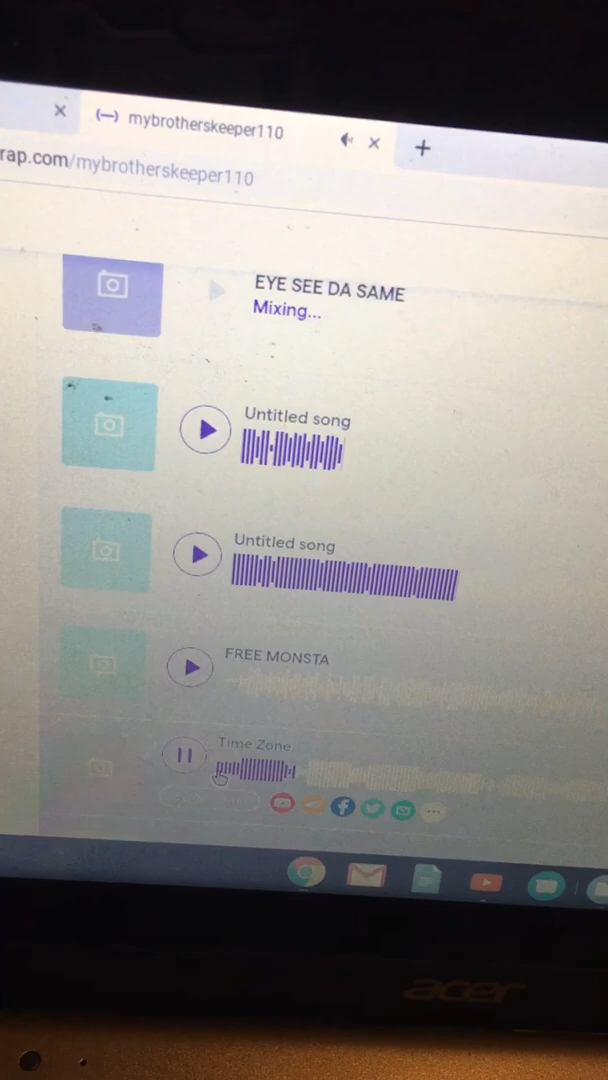 mybrotherskeeper110
rap.com/mybrotherskeeper110
EYE SEE DA SAME
Mixing...
Untitled song
Untitled song
FREE MONSTA
Time Zone
acer